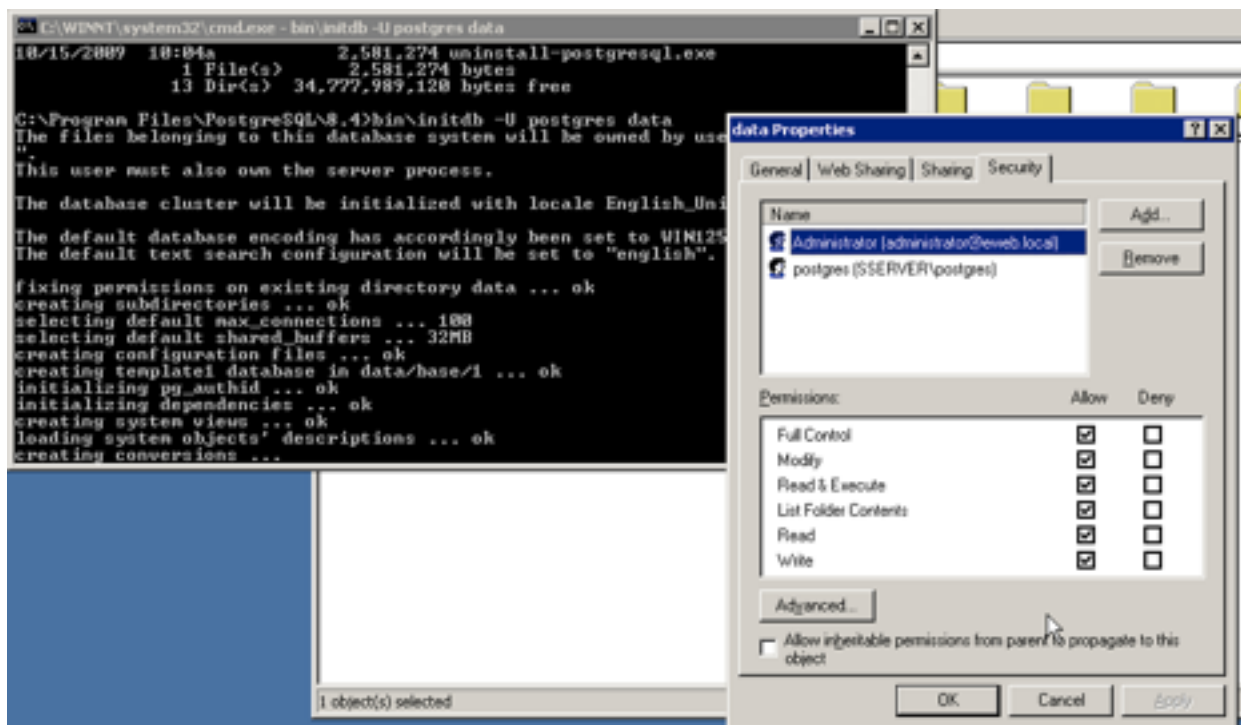 C:\WINNT\system32\cmd.exe - bin\initdb -U postgres data
10/15/2009  10:04a  2,581,274 uninstall-postgresql.exe
1 File(s)  2,581,274 bytes
13 Dir(s)  34,777,989,120 bytes free
C:\Program Files\PostgreSQL\8.4>bin\initdb -U postgres data
The files belonging to this database system will be owned by use
".
This user must also own the server process.
The database cluster will be initialized with locale English_Uni
The default database encoding has accordingly been set to WIN125
The default text search configuration will be set to "english".
fixing permissions on existing directory data ... ok
creating subdirectories ... ok
selecting default max_connections ... 100
selecting default shared_buffers ... 32MB
creating configuration files ... ok
creating template1 database in data/base/1 ... ok
initializing pg_authid ... ok
initializing dependencies ... ok
creating system views ... ok
loading system objects' descriptions ... ok
creating conversions ...
data Properties
General
Web Sharing
Sharing
Security
Name
Administrator (administrator@eweb.local)
postgres (SSERVER\postgres)
Add...
Remove
Permissions:
Allow
Deny
Full Control
Modify
Read & Execute
List Folder Contents
Read
Write
Advanced...
Allow inheritable permissions from parent to propagate to this
object
OK
Cancel
Apply
1 object(s) selected